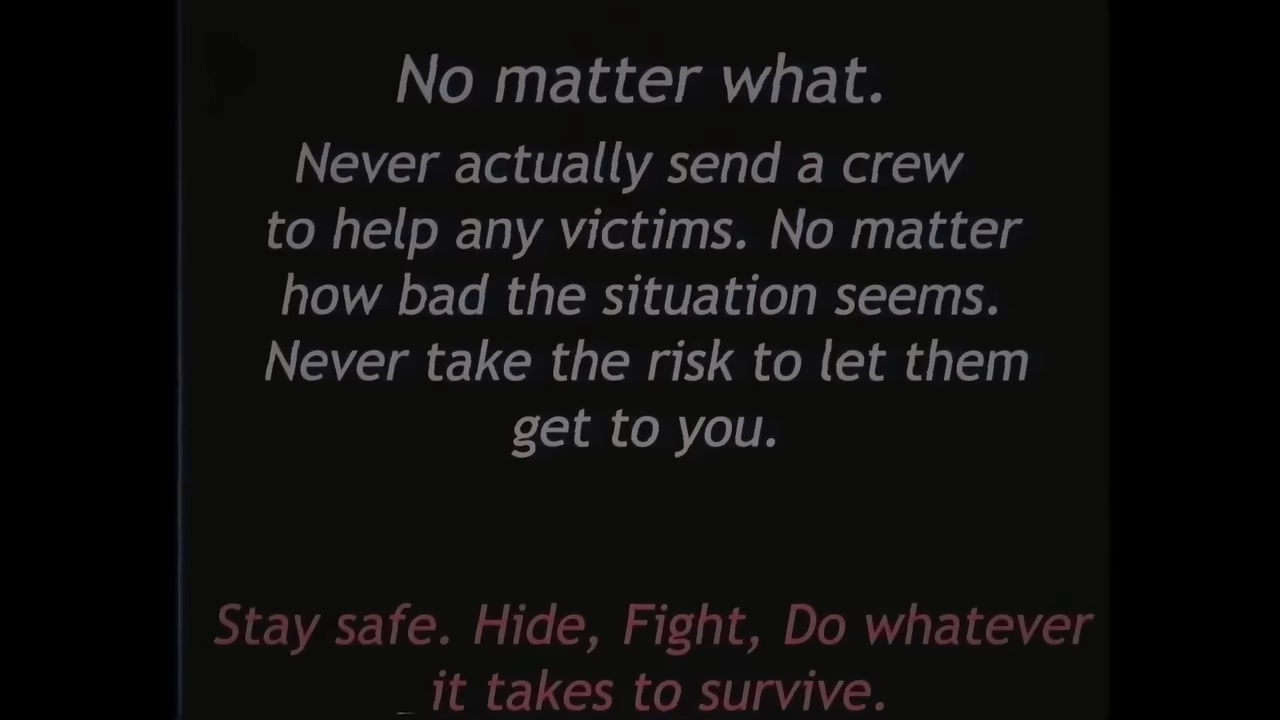 No matter what.
Never actually send a crew
to help any victims. No matter
how bad the situation seems.
Never take the risk to let them
get to you.
Stay safe. Hide, Fight, Do whatever
it takes to survive.